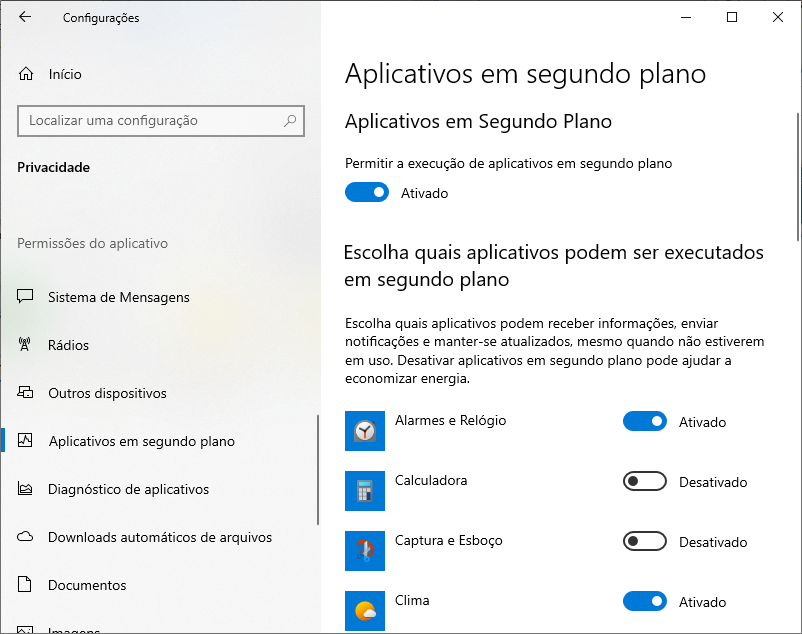 Configurações
Início
Localizar uma configuração
Privacidade
Permissões do aplicativo
Sistema de Mensagens
Rádios
Outros dispositivos
Aplicativos em segundo plano
Diagnóstico de aplicativos
Downloads automáticos de arquivos
Documentos
Imagens
Aplicativos em segundo plano
Aplicativos em Segundo Plano
Permitir a execução de aplicativos em segundo plano
Ativado
Escolha quais aplicativos podem ser executados
em segundo plano
Escolha quais aplicativos podem receber informações, enviar
notificações e manter-se atualizados, mesmo quando não estiverem
em uso. Desativar aplicativos em segundo plano pode ajudar a
economizar energia.
Alarmes e Relógio Ativado
Calculadora Desativado
Captura e Esboço Desativado
Clima Ativado